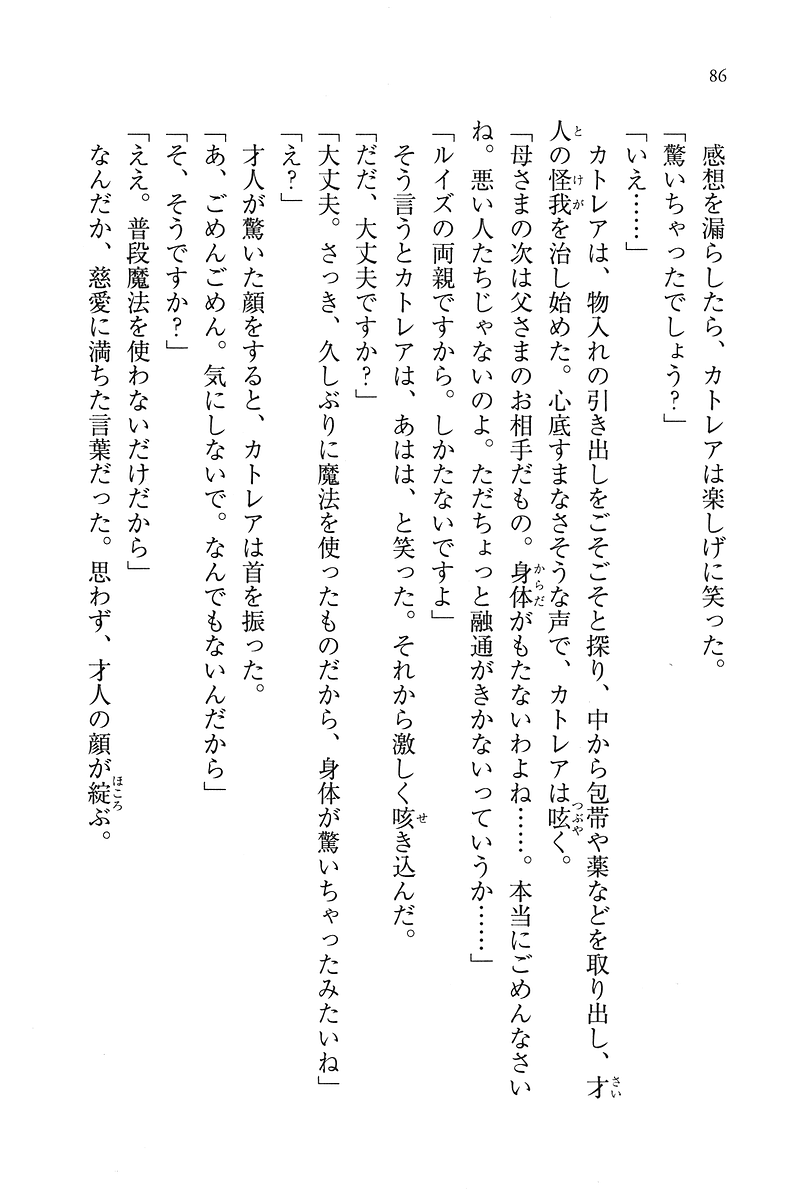 86
感想を漏らしたら、カトレアは楽しげに笑った。
「驚いちゃったでしょう？」
「いえ……」
カトレアは、物入れの引き出しをごそごそと探り、中から包帯や薬などを取り出し、才
人の怪我を治し始めた。心底すまなさそうな声で、カトレアは呟く。
「母さまの次は父さまのお相手だもの。身体がもたないわよね……。本当にごめんなさい
ね。悪い人たちじゃないのよ。ただちょっと融通がきかないっていうか……」
「ルイズの両親ですから。しかたないですよ」
そう言うとカトレアは、あはは、と笑った。それから激しく咳き込んだ。
「だだ、大丈夫ですか？」
「大丈夫。さっき、久しぶりに魔法を使ったものだから、身体が驚いちゃったみたいね」
「え？」
才人が驚いた顔をすると、カトレアは首を振った。
「あ、ごめんごめん。気にしないで。なんでもないんだから」
「そ、そうですか？」
「ええ。普段魔法を使わないだけだから」
なんだか、慈愛に満ちた言葉だった。思わず、才人の顔が綻ぶ。